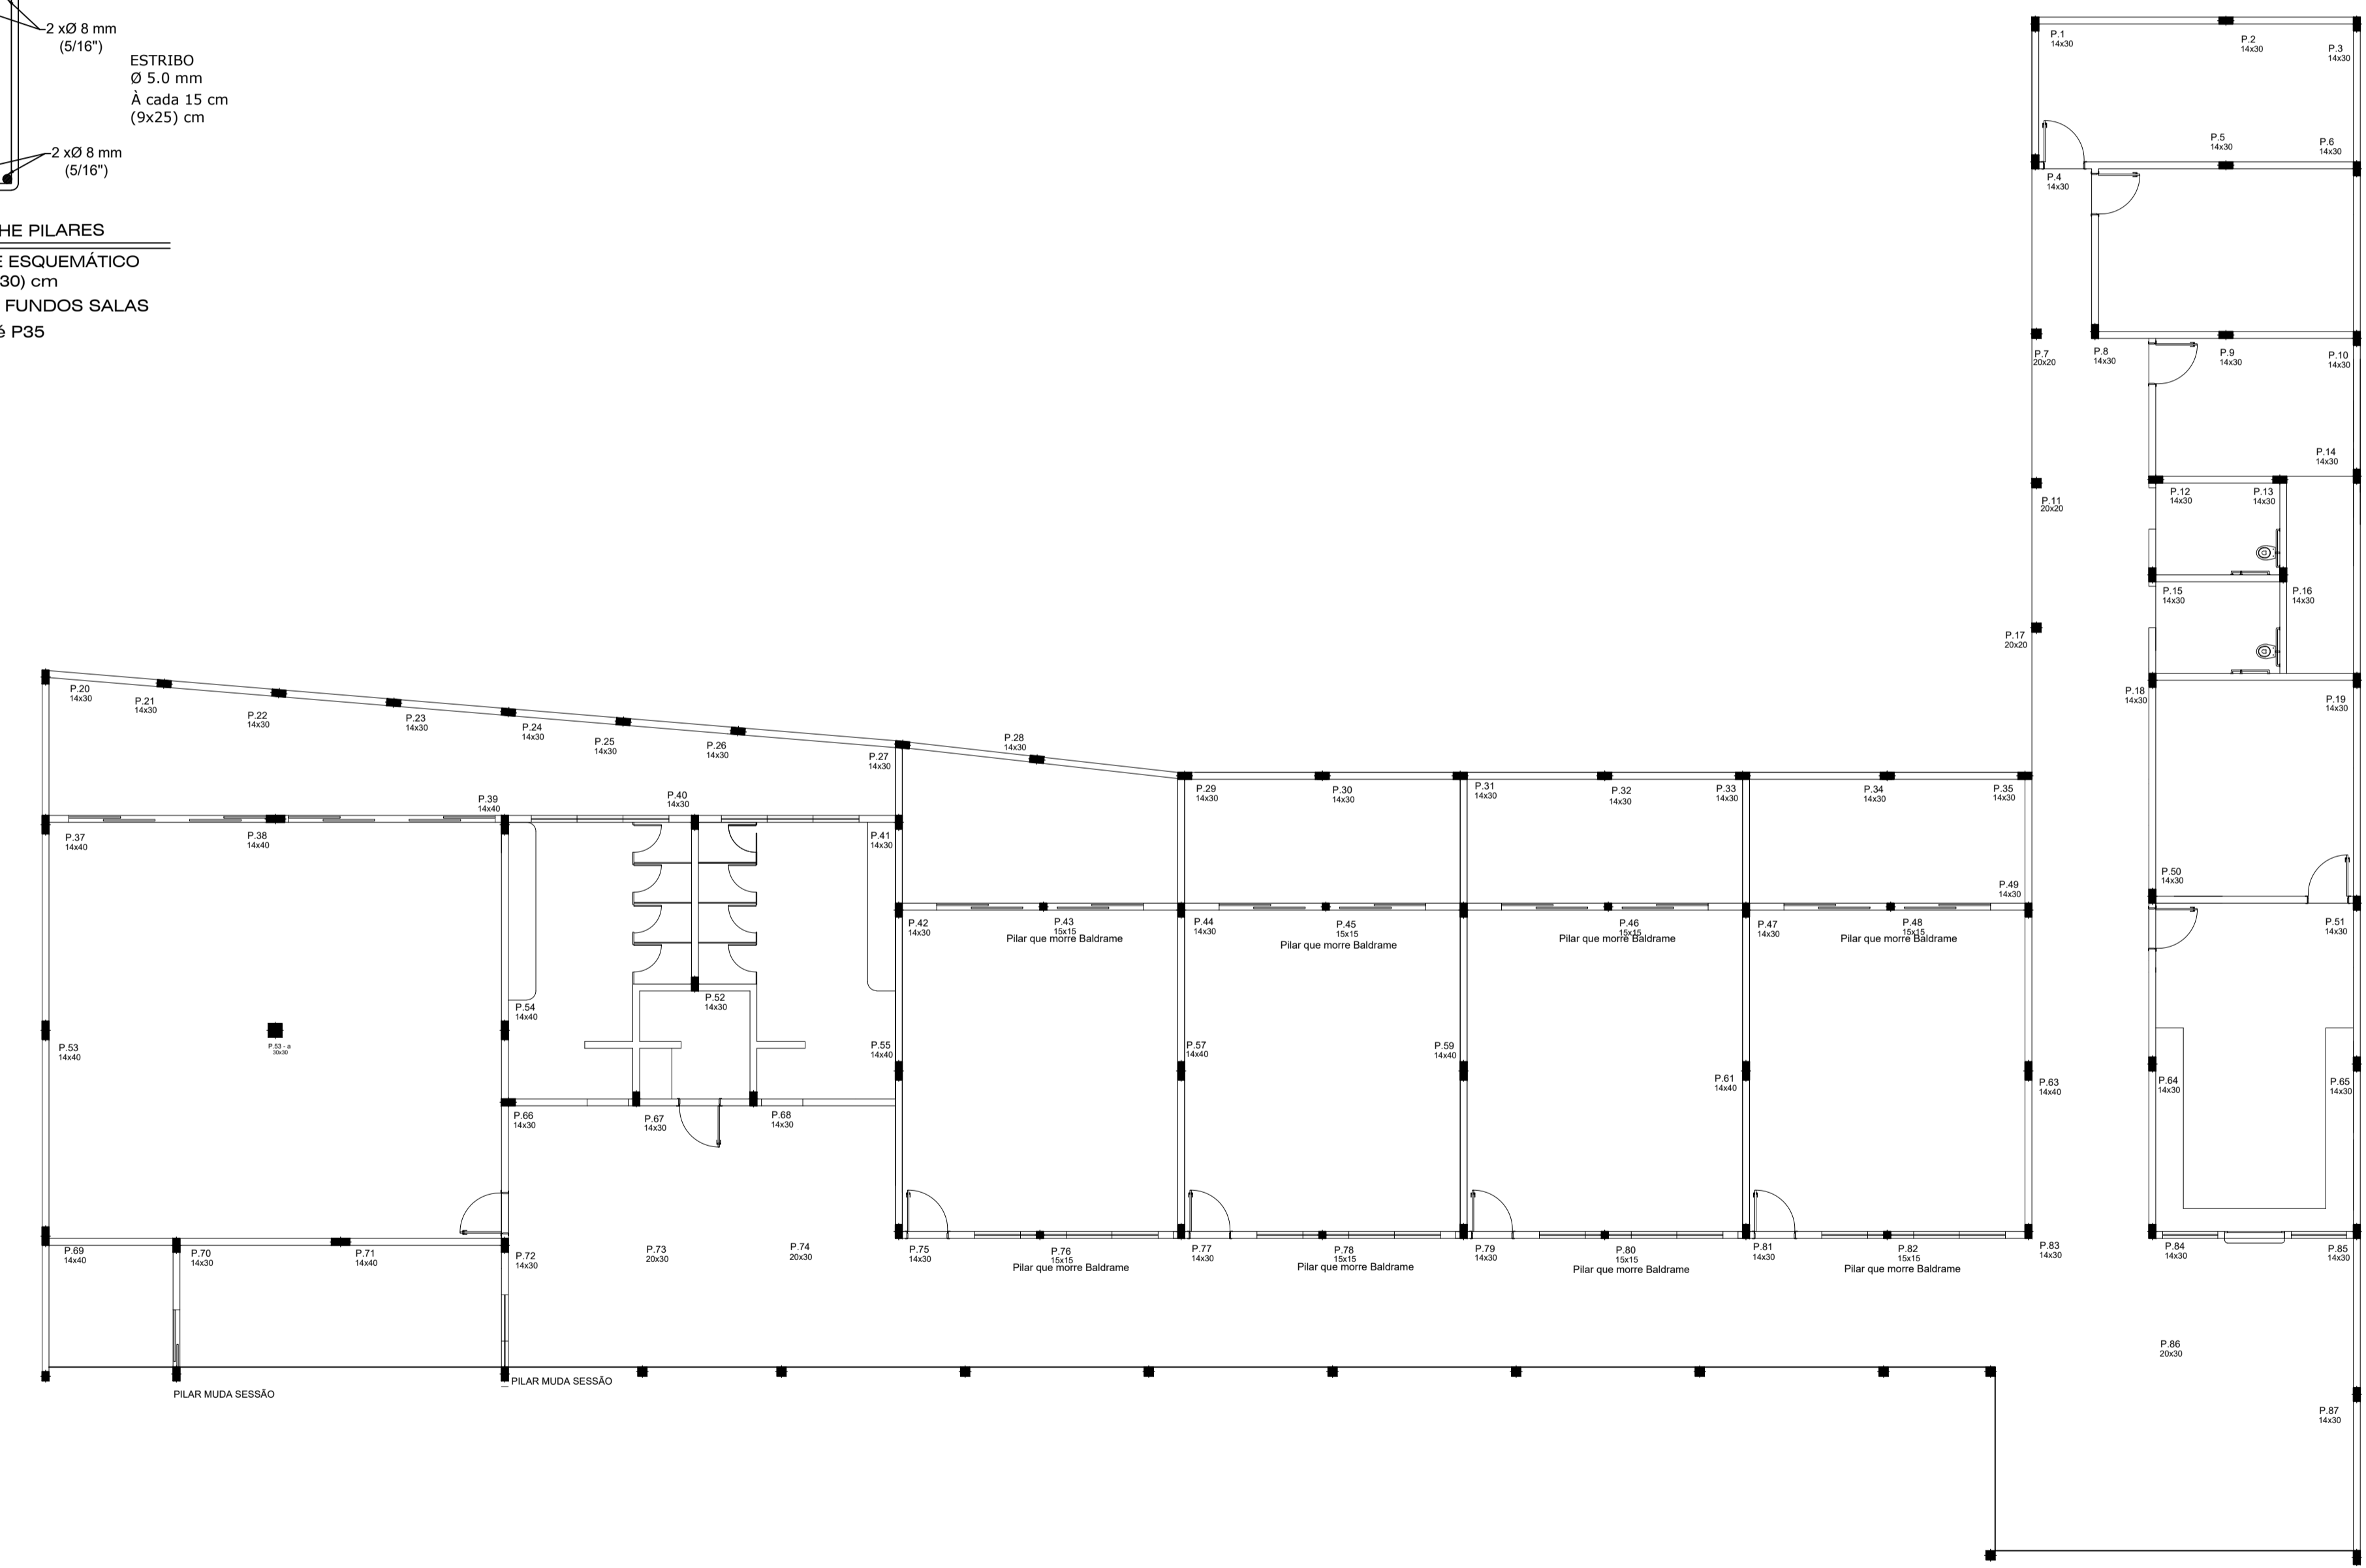 2 xØ 8 mm
(5/16")
ESTRIBO
Ø 5.0 mm
À cada 15 cm
(9x25) cm
2 xØ 8 mm
(5/16")
HE PILARES
E ESQUEMÁTICO
30) cm
FUNDOS SALAS
é P35
P.1
14x30
P.2
14x30
P.3
14x30
P.4
14x30
P.5
14x30
P.6
14x30
P.7
20x20
P.8
14x30
P.9
14x30
P.10
14x30
P.11
20x20
P.12
14x30
P.13
14x30
P.14
14x30
P.15
14x30
P.16
14x30
P.17
20x20
P.18
14x30
P.19
14x30
P.20
14x30
P.21
14x30
P.22
14x30
P.23
14x30
P.24
14x30
P.25
14x30
P.26
14x30
P.27
14x30
P.28
14x30
P.29
14x30
P.30
14x30
P.31
14x30
P.32
14x30
P.33
14x30
P.34
14x30
P.35
14x30
P.37
14x40
P.38
14x40
P.39
14x40
P.40
14x30
P.41
14x30
P.42
14x30
P.43
15x15
Pilar que morre Baldrame
P.44
14x30
P.45
15x15
Pilar que morre Baldrame
P.46
15x15
Pilar que morre Baldrame
P.47
14x30
P.48
15x15
Pilar que morre Baldrame
P.49
14x30
P.50
14x30
P.51
14x30
P.52
14x30
P.53
14x40
P.53 - a
30x30
P.54
14x40
P.55
14x40
P.57
14x40
P.59
14x40
P.61
14x40
P.63
14x40
P.64
14x30
P.65
14x30
P.66
14x30
P.67
14x30
P.68
14x30
P.69
14x40
P.70
14x30
P.71
14x40
P.72
14x30
P.73
20x30
P.74
20x30
P.75
14x30
P.76
15x15
Pilar que morre Baldrame
P.77
14x30
P.78
15x15
Pilar que morre Baldrame
P.79
14x30
P.80
15x15
Pilar que morre Baldrame
P.81
14x30
P.82
15x15
Pilar que morre Baldrame
P.83
14x30
P.84
14x30
P.85
14x30
P.86
20x30
P.87
14x30
PILAR MUDA SESSÃO
PILAR MUDA SESSÃO